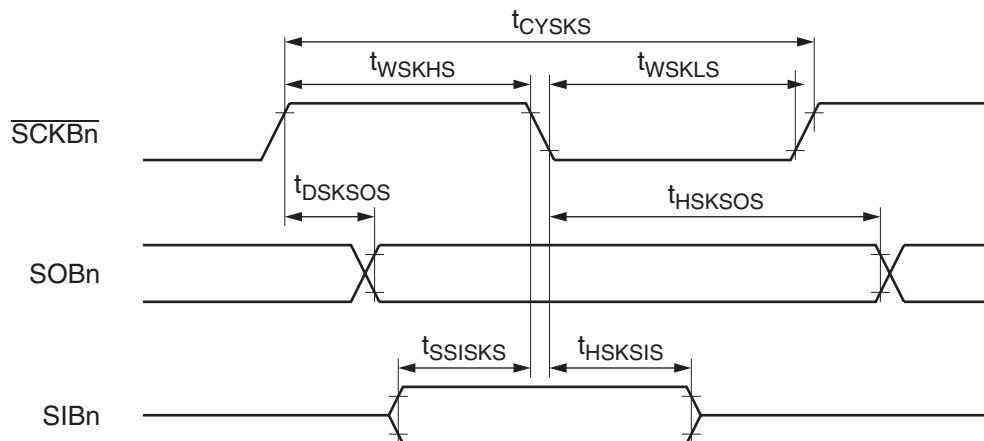 tCYSKS
tWSKHS tWSKLS
SCKBn
tDSKSOS tHSKSOS
SOBn
tSSISKS tHSKSIS
SIBn